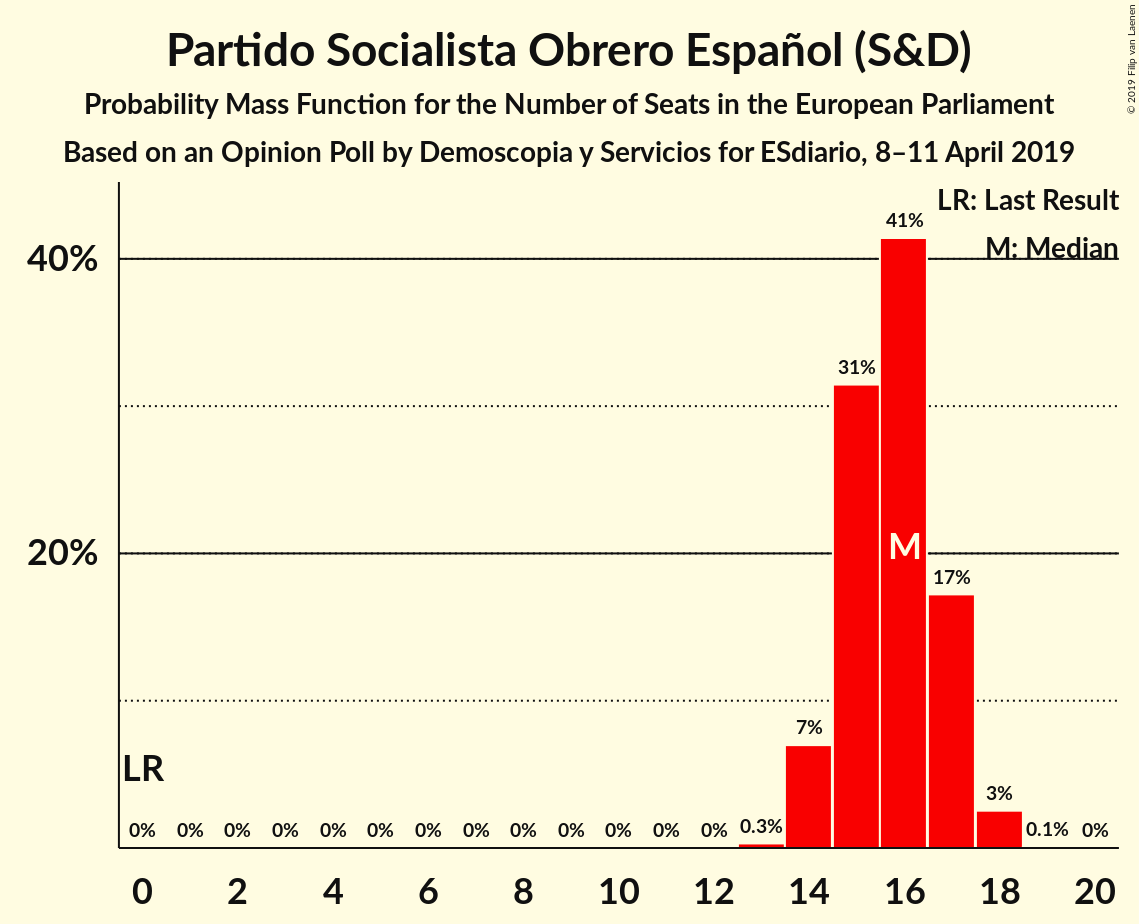 Partido Socialista Obrero Español (S&D)
Probability Mass Function for the Number of Seats in the European Parliament
Based on an Opinion Poll by Demoscopia y Servicios for ESdiario, 8–11 April 2019
© 2019 Filip van Laenen
LR: Last Result
M: Median
41%
40%
31%
M
20%
17%
7%
LR
3%
0% 0% 0% 0% 0% 0% 0% 0% 0% 0% 0% 0% 0% 0.3% 0.1% 0%
0 2 4 6 8 10 12 14 16 18 20